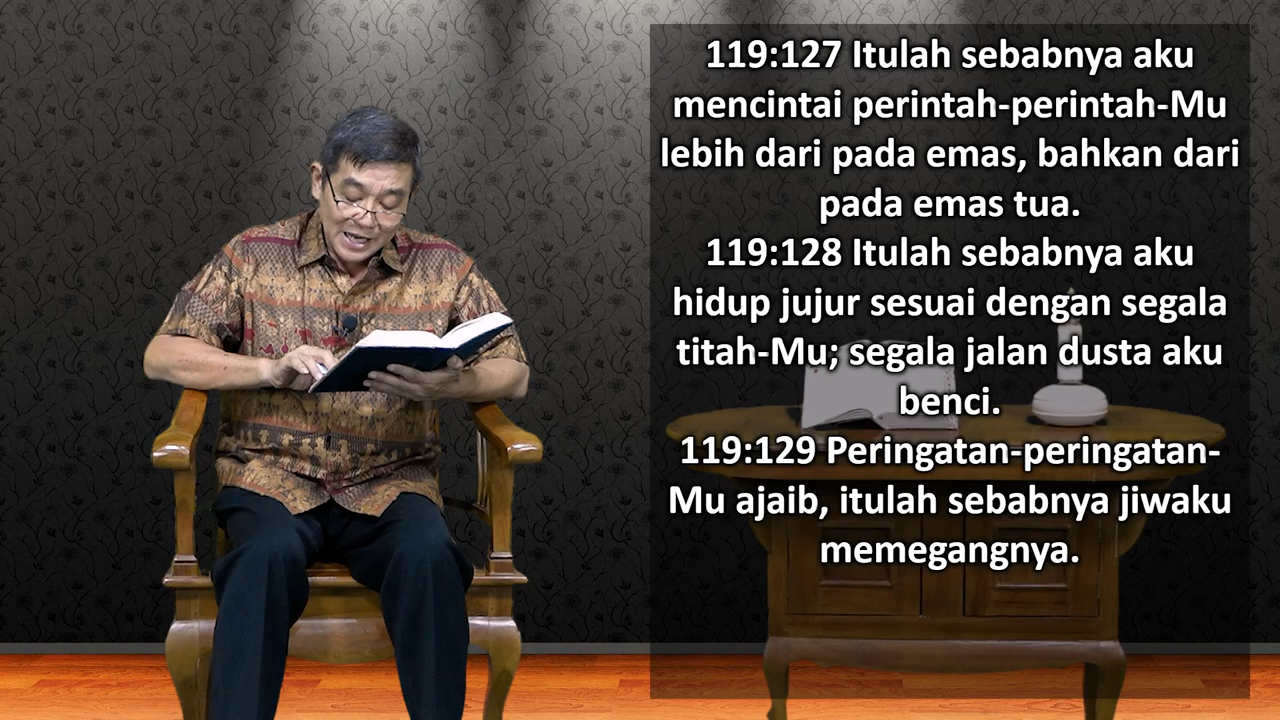 119:127 Itulah sebabnya aku
mencintai perintah-perintah-Mu
lebih dari pada emas, bahkan dari
pada emas tua.
119:128 Itulah sebabnya aku
hidup jujur sesuai dengan segala
titah-Mu; segala jalan dusta aku
benci.
119:129 Peringatan-peringatan-
Mu ajaib, itulah sebabnya jiwaku
memegangnya.